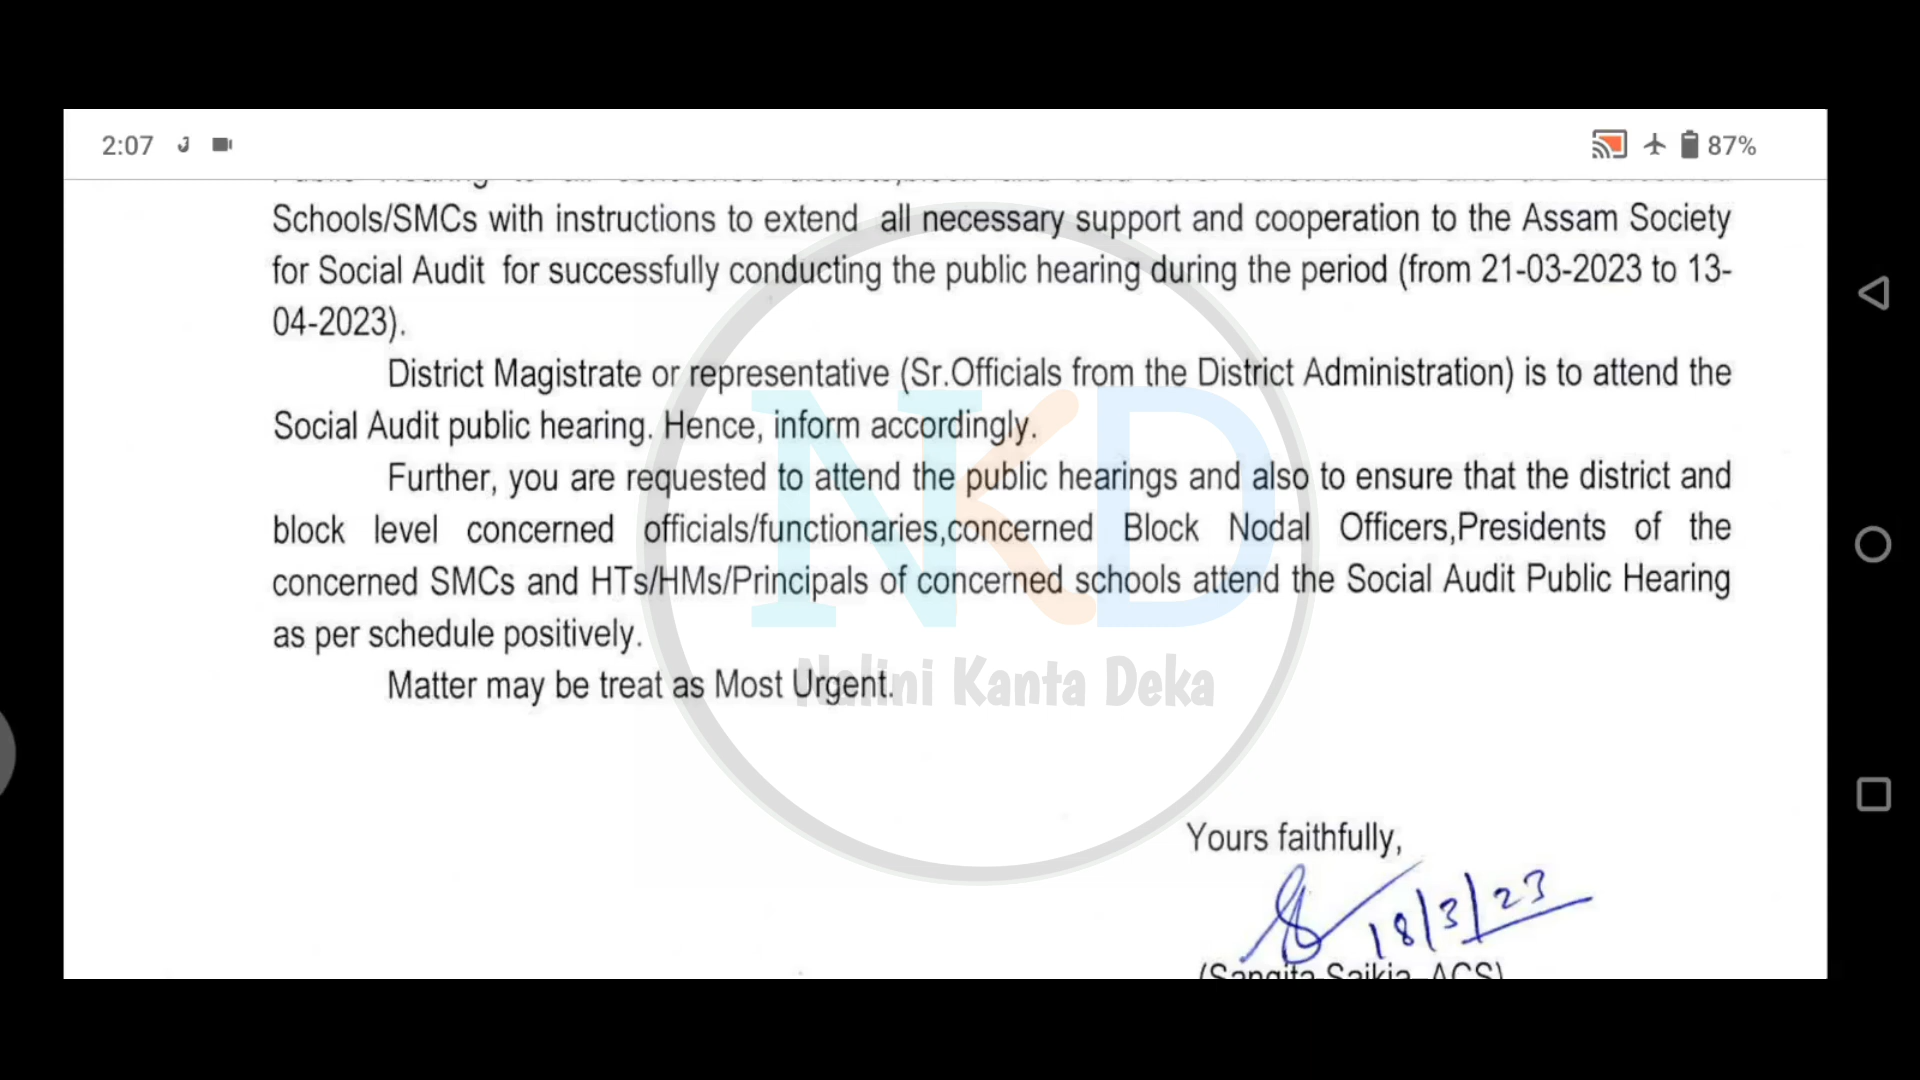 2:07
87%
Schools/SMCs with instructions to extend all necessary support and cooperation to the Assam Society
for Social Audit for successfully conducting the public hearing during the period (from 21-03-2023 to 13-
04-2023).
District Magistrate or representative (Sr.Officials from the District Administration) is to attend the
Social Audit public hearing. Hence, inform accordingly.
Further, you are requested to attend the public hearings and also to ensure that the district and
block level concerned officials/functionaries,concerned Block Nodal Officers,Presidents of the
concerned SMCs and HTs/HMs/Principals of concerned schools attend the Social Audit Public Hearing
as per schedule positively.
Matter may be treat as Most Urgent.
NKD
Nalini Kanta Deka
Yours faithfully,
18/3/23
(Sangita Saikia, ACS)